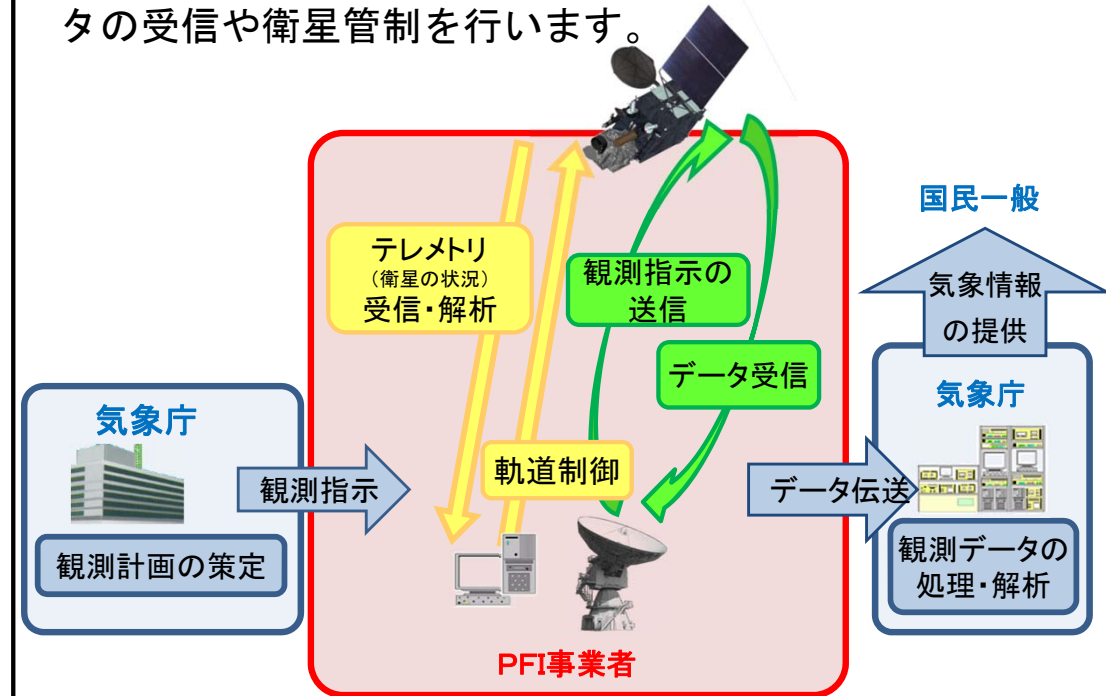 タの受信や衛星管制を行います。
国民一般
気象情報
の提供
テレメトリ
（衛星の状況）
受信・解析
観測指示の
送信
データ受信
気象庁
観測計画の策定
観測指示
軌道制御
データ伝送
気象庁
観測データの
処理・解析
PFI事業者